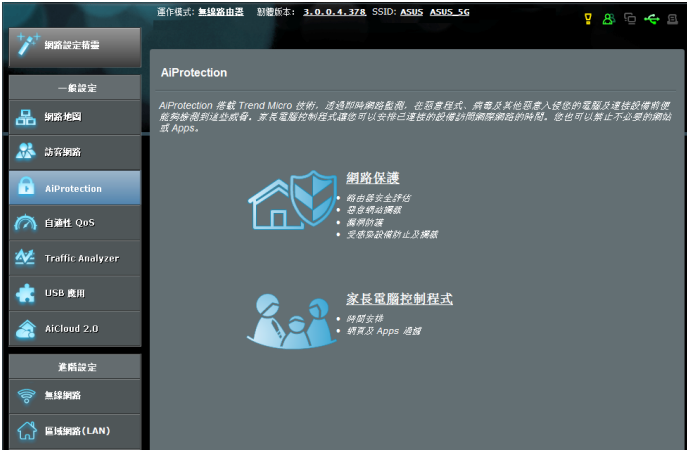 運作模式: 無線路由器 韌體版本: 3.0.0.4.378 SSID: ASUS ASUS_5G
網路設定精靈
一般設定
網路地圖
訪客網路
AiProtection
自適性 QoS
Traffic Analyzer
USB 應用
AiCloud 2.0
進階設定
無線網路
區域網路(LAN)
AiProtection
AiProtection 搭載 Trend Micro 技術，透過即時網路監測，在惡意程式、病毒及其他惡意入侵您的電腦及連接設備前便
能夠偵測到這些威脅。家長電腦控制程式讓您可以安排已連接的設備訪問網際網路的時間。您也可以禁止不必要的網站
或 Apps。
網路保護
路由器安全評估
惡意網站攔截
漏洞防護
受感染設備防止及攔截
家長電腦控制程式
時間安排
網頁及 Apps 過濾